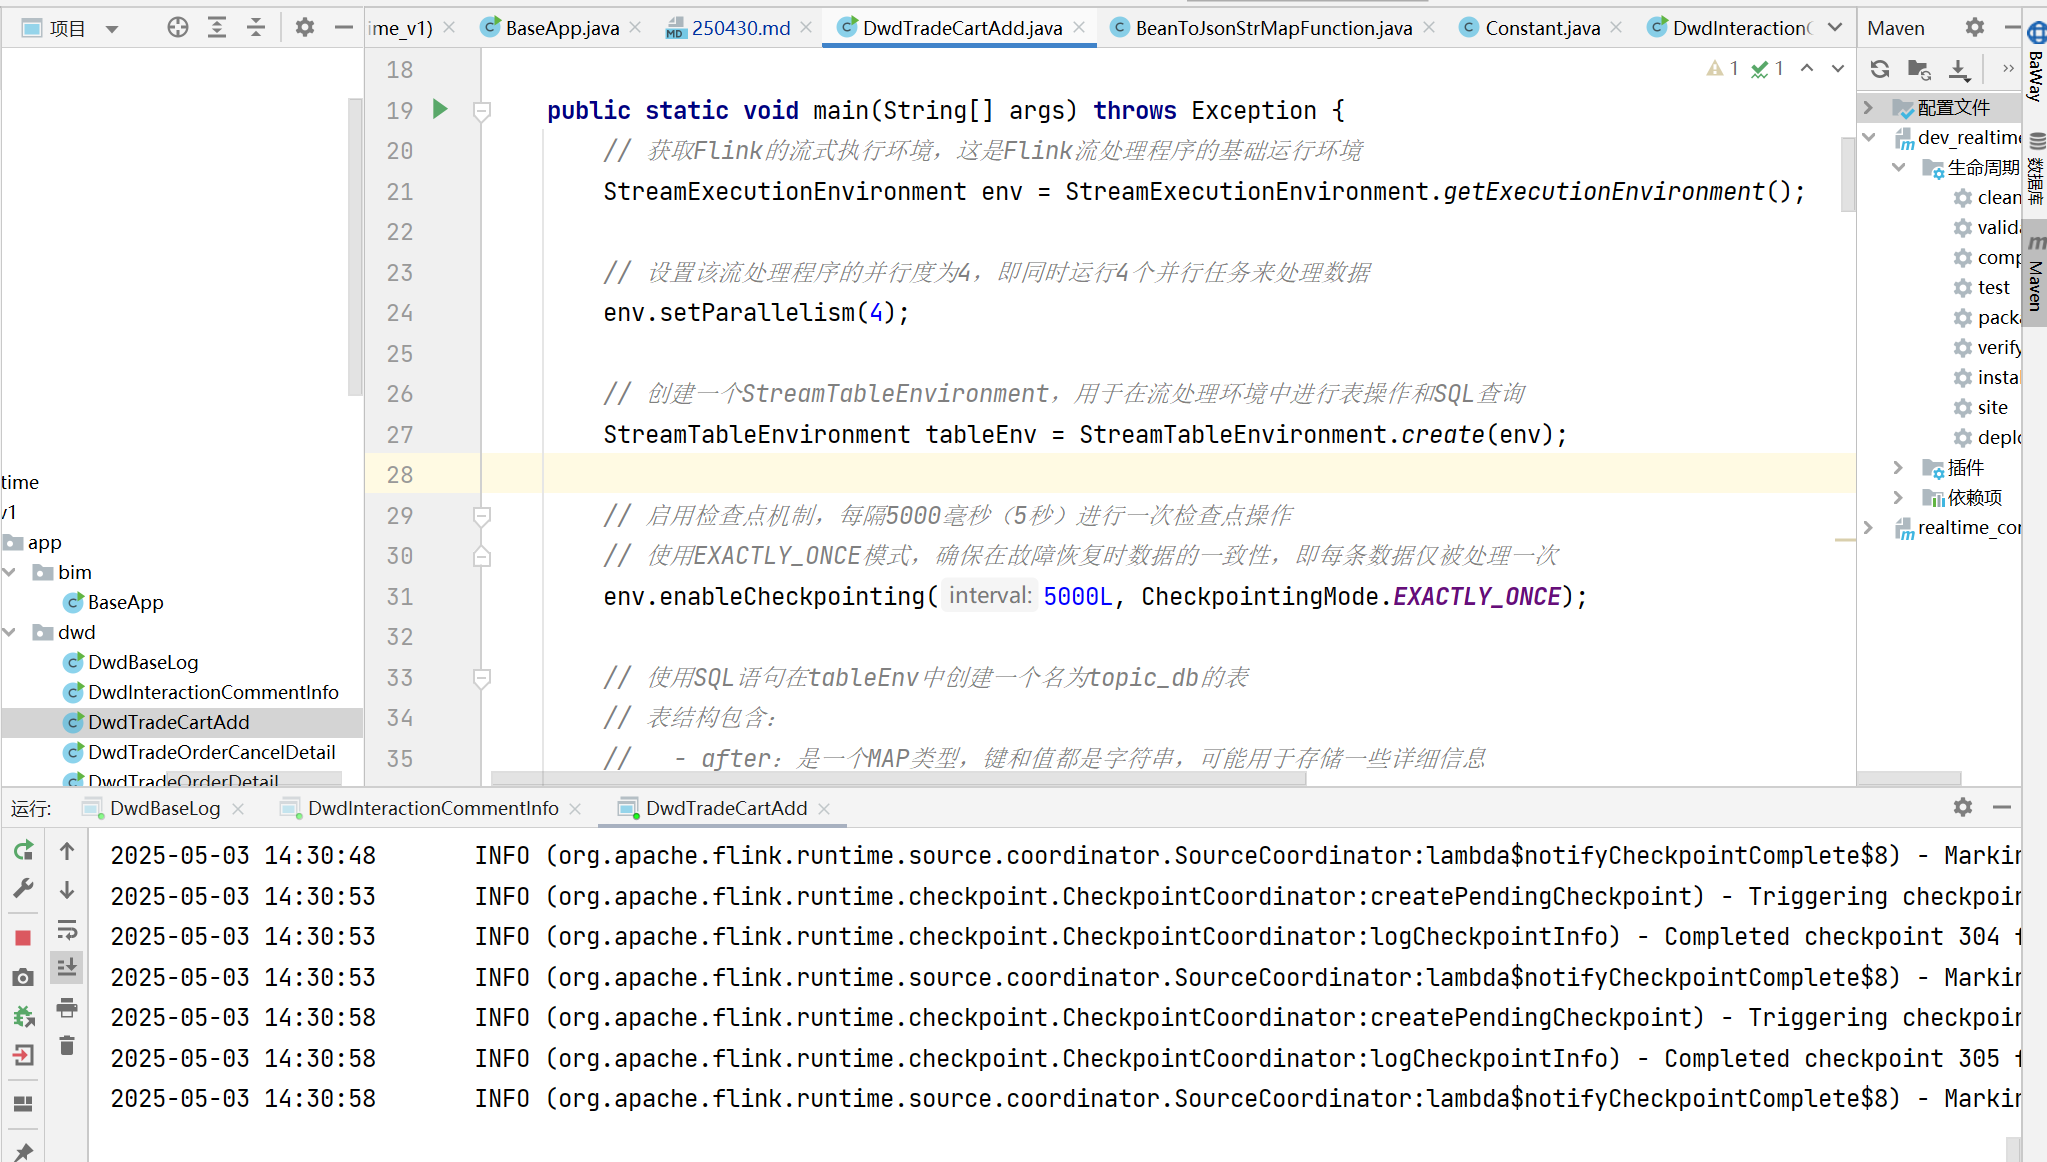 项目
ime_v1)
BaseApp.java
250430.md
DwdTradeCartAdd.java
BeanToJsonStrMapFunction.java
Constant.java
DwdInteraction
Maven
BaWay
数据库
Maven
1 1
18
19 public static void main(String[] args) throws Exception {
20 // 获取Flink的流式执行环境，这是Flink流处理程序的基础运行环境
21 StreamExecutionEnvironment env = StreamExecutionEnvironment.getExecutionEnvironment();
22
23 // 设置该流处理程序的并行度为4，即同时运行4个并行任务来处理数据
24 env.setParallelism(4);
25
26 // 创建一个StreamTableEnvironment，用于在流处理环境中进行表操作和SQL查询
27 StreamTableEnvironment tableEnv = StreamTableEnvironment.create(env);
28
29 // 启用检查点机制，每隔5000毫秒（5秒）进行一次检查点操作
30 // 使用EXACTLY_ONCE模式，确保在故障恢复时数据的一致性，即每条数据仅被处理一次
31 env.enableCheckpointing( interval: 5000L, CheckpointingMode.EXACTLY_ONCE);
32
33 // 使用SQL语句在tableEnv中创建一个名为topic_db的表
34 // 表结构包含：
35 //   - after：是一个MAP类型，键和值都是字符串，可能用于存储一些详细信息
time
v1
app
bim
BaseApp
dwd
DwdBaseLog
DwdInteractionCommentInfo
DwdTradeCartAdd
DwdTradeOrderCancelDetail
DwdTradeOrderDetail
配置文件
dev_realtime
生命周期
clean
valida
comp
test
packa
verify
instal
site
deplo
插件
依赖项
realtime_cor
运行:
DwdBaseLog
DwdInteractionCommentInfo
DwdTradeCartAdd
2025-05-03 14:30:48 INFO (org.apache.flink.runtime.source.coordinator.SourceCoordinator:lambda$notifyCheckpointComplete$8) - Markin
2025-05-03 14:30:53 INFO (org.apache.flink.runtime.checkpoint.CheckpointCoordinator:createPendingCheckpoint) - Triggering checkpoin
2025-05-03 14:30:53 INFO (org.apache.flink.runtime.checkpoint.CheckpointCoordinator:logCheckpointInfo) - Completed checkpoint 304 f
2025-05-03 14:30:53 INFO (org.apache.flink.runtime.source.coordinator.SourceCoordinator:lambda$notifyCheckpointComplete$8) - Markin
2025-05-03 14:30:58 INFO (org.apache.flink.runtime.checkpoint.CheckpointCoordinator:createPendingCheckpoint) - Triggering checkpoin
2025-05-03 14:30:58 INFO (org.apache.flink.runtime.checkpoint.CheckpointCoordinator:logCheckpointInfo) - Completed checkpoint 305 f
2025-05-03 14:30:58 INFO (org.apache.flink.runtime.source.coordinator.SourceCoordinator:lambda$notifyCheckpointComplete$8) - Markin